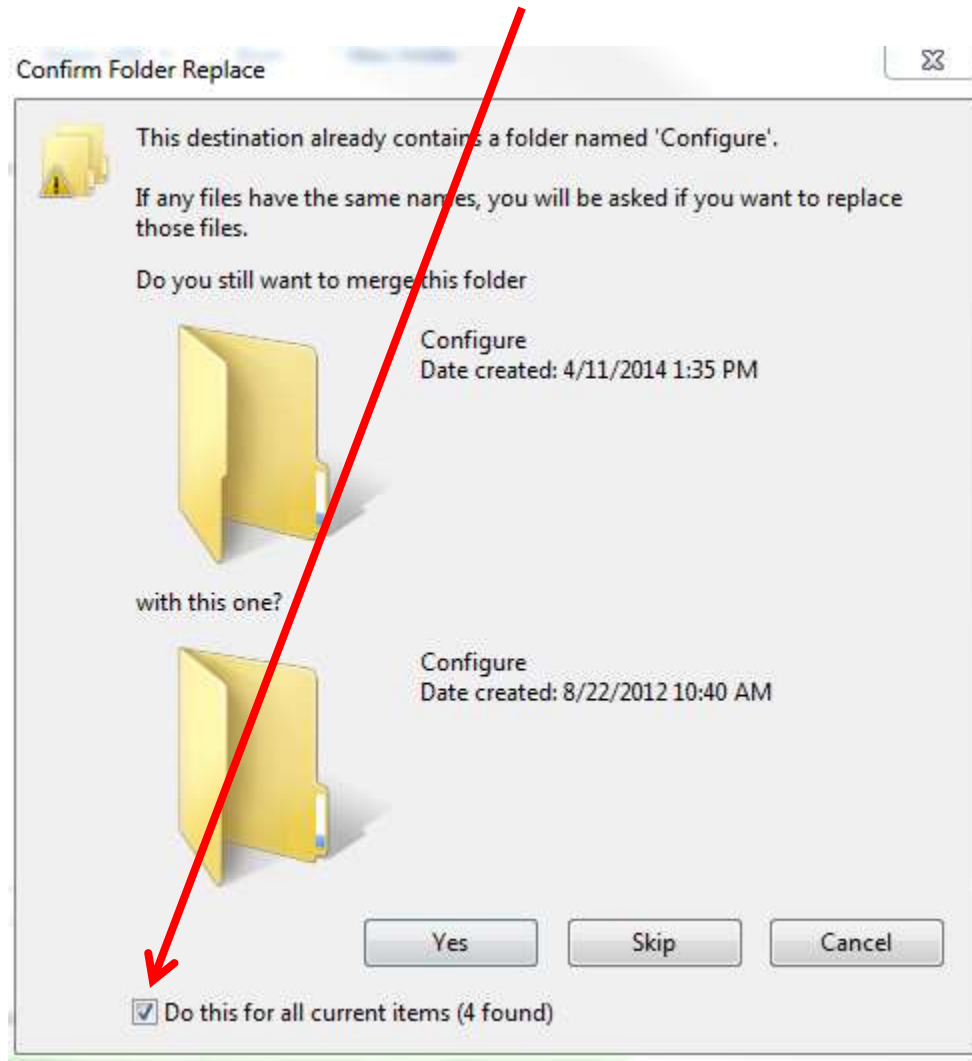 Confirm Folder Replace
This destination already contains a folder named 'Configure'.
If any files have the same names, you will be asked if you want to replace
those files.
Do you still want to merge this folder
Configure
Date created: 4/11/2014 1:35 PM
with this one?
Configure
Date created: 8/22/2012 10:40 AM
Yes Skip Cancel
Do this for all current items (4 found)